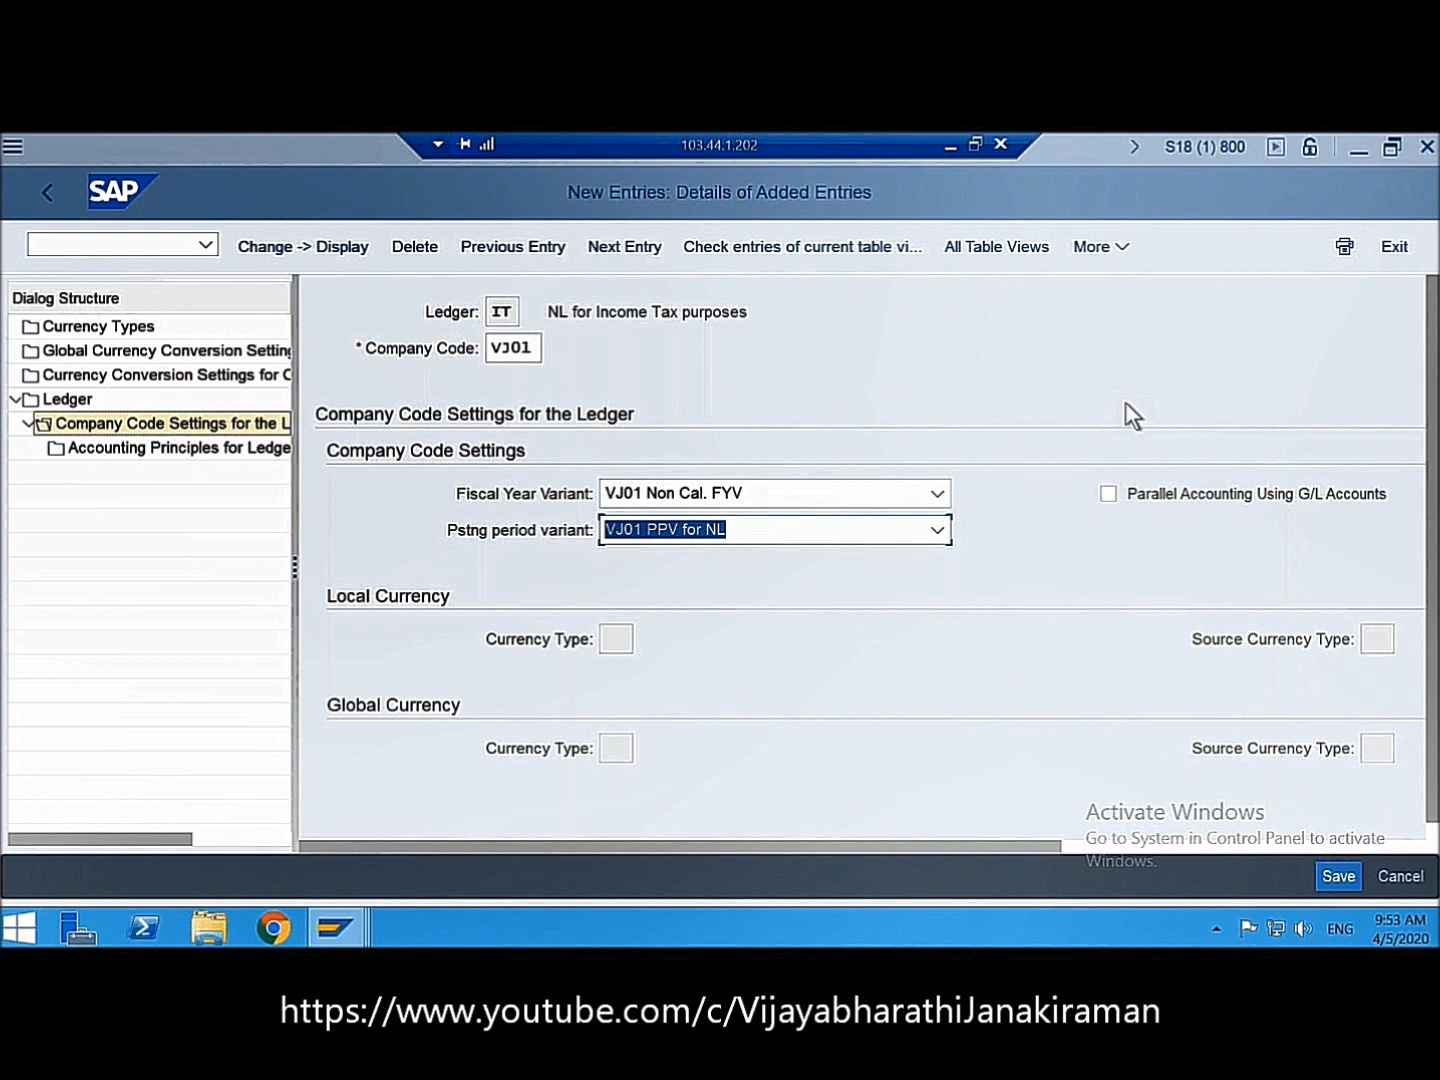 103.44.1.202
S18 (1) 800
SAP
New Entries: Details of Added Entries
Change -> Display Delete Previous Entry Next Entry Check entries of current table vi... All Table Views More Exit
Dialog Structure
Currency Types
Global Currency Conversion Setting
Currency Conversion Settings for C
Ledger
Company Code Settings for the L
Accounting Principles for Ledge
Ledger: IT NL for Income Tax purposes
* Company Code: VJ01
Company Code Settings for the Ledger
Company Code Settings
Fiscal Year Variant: VJ01 Non Cal. FYV
Parallel Accounting Using G/L Accounts
Pstng period variant: VJ01 PPV for NL
Local Currency
Currency Type: Source Currency Type:
Global Currency
Currency Type: Source Currency Type:
Activate Windows
Go to System in Control Panel to activate
Windows.
Save Cancel
ENG
9:53 AM
4/5/2020
https://www.youtube.com/c/VijayabharathiJanakiraman